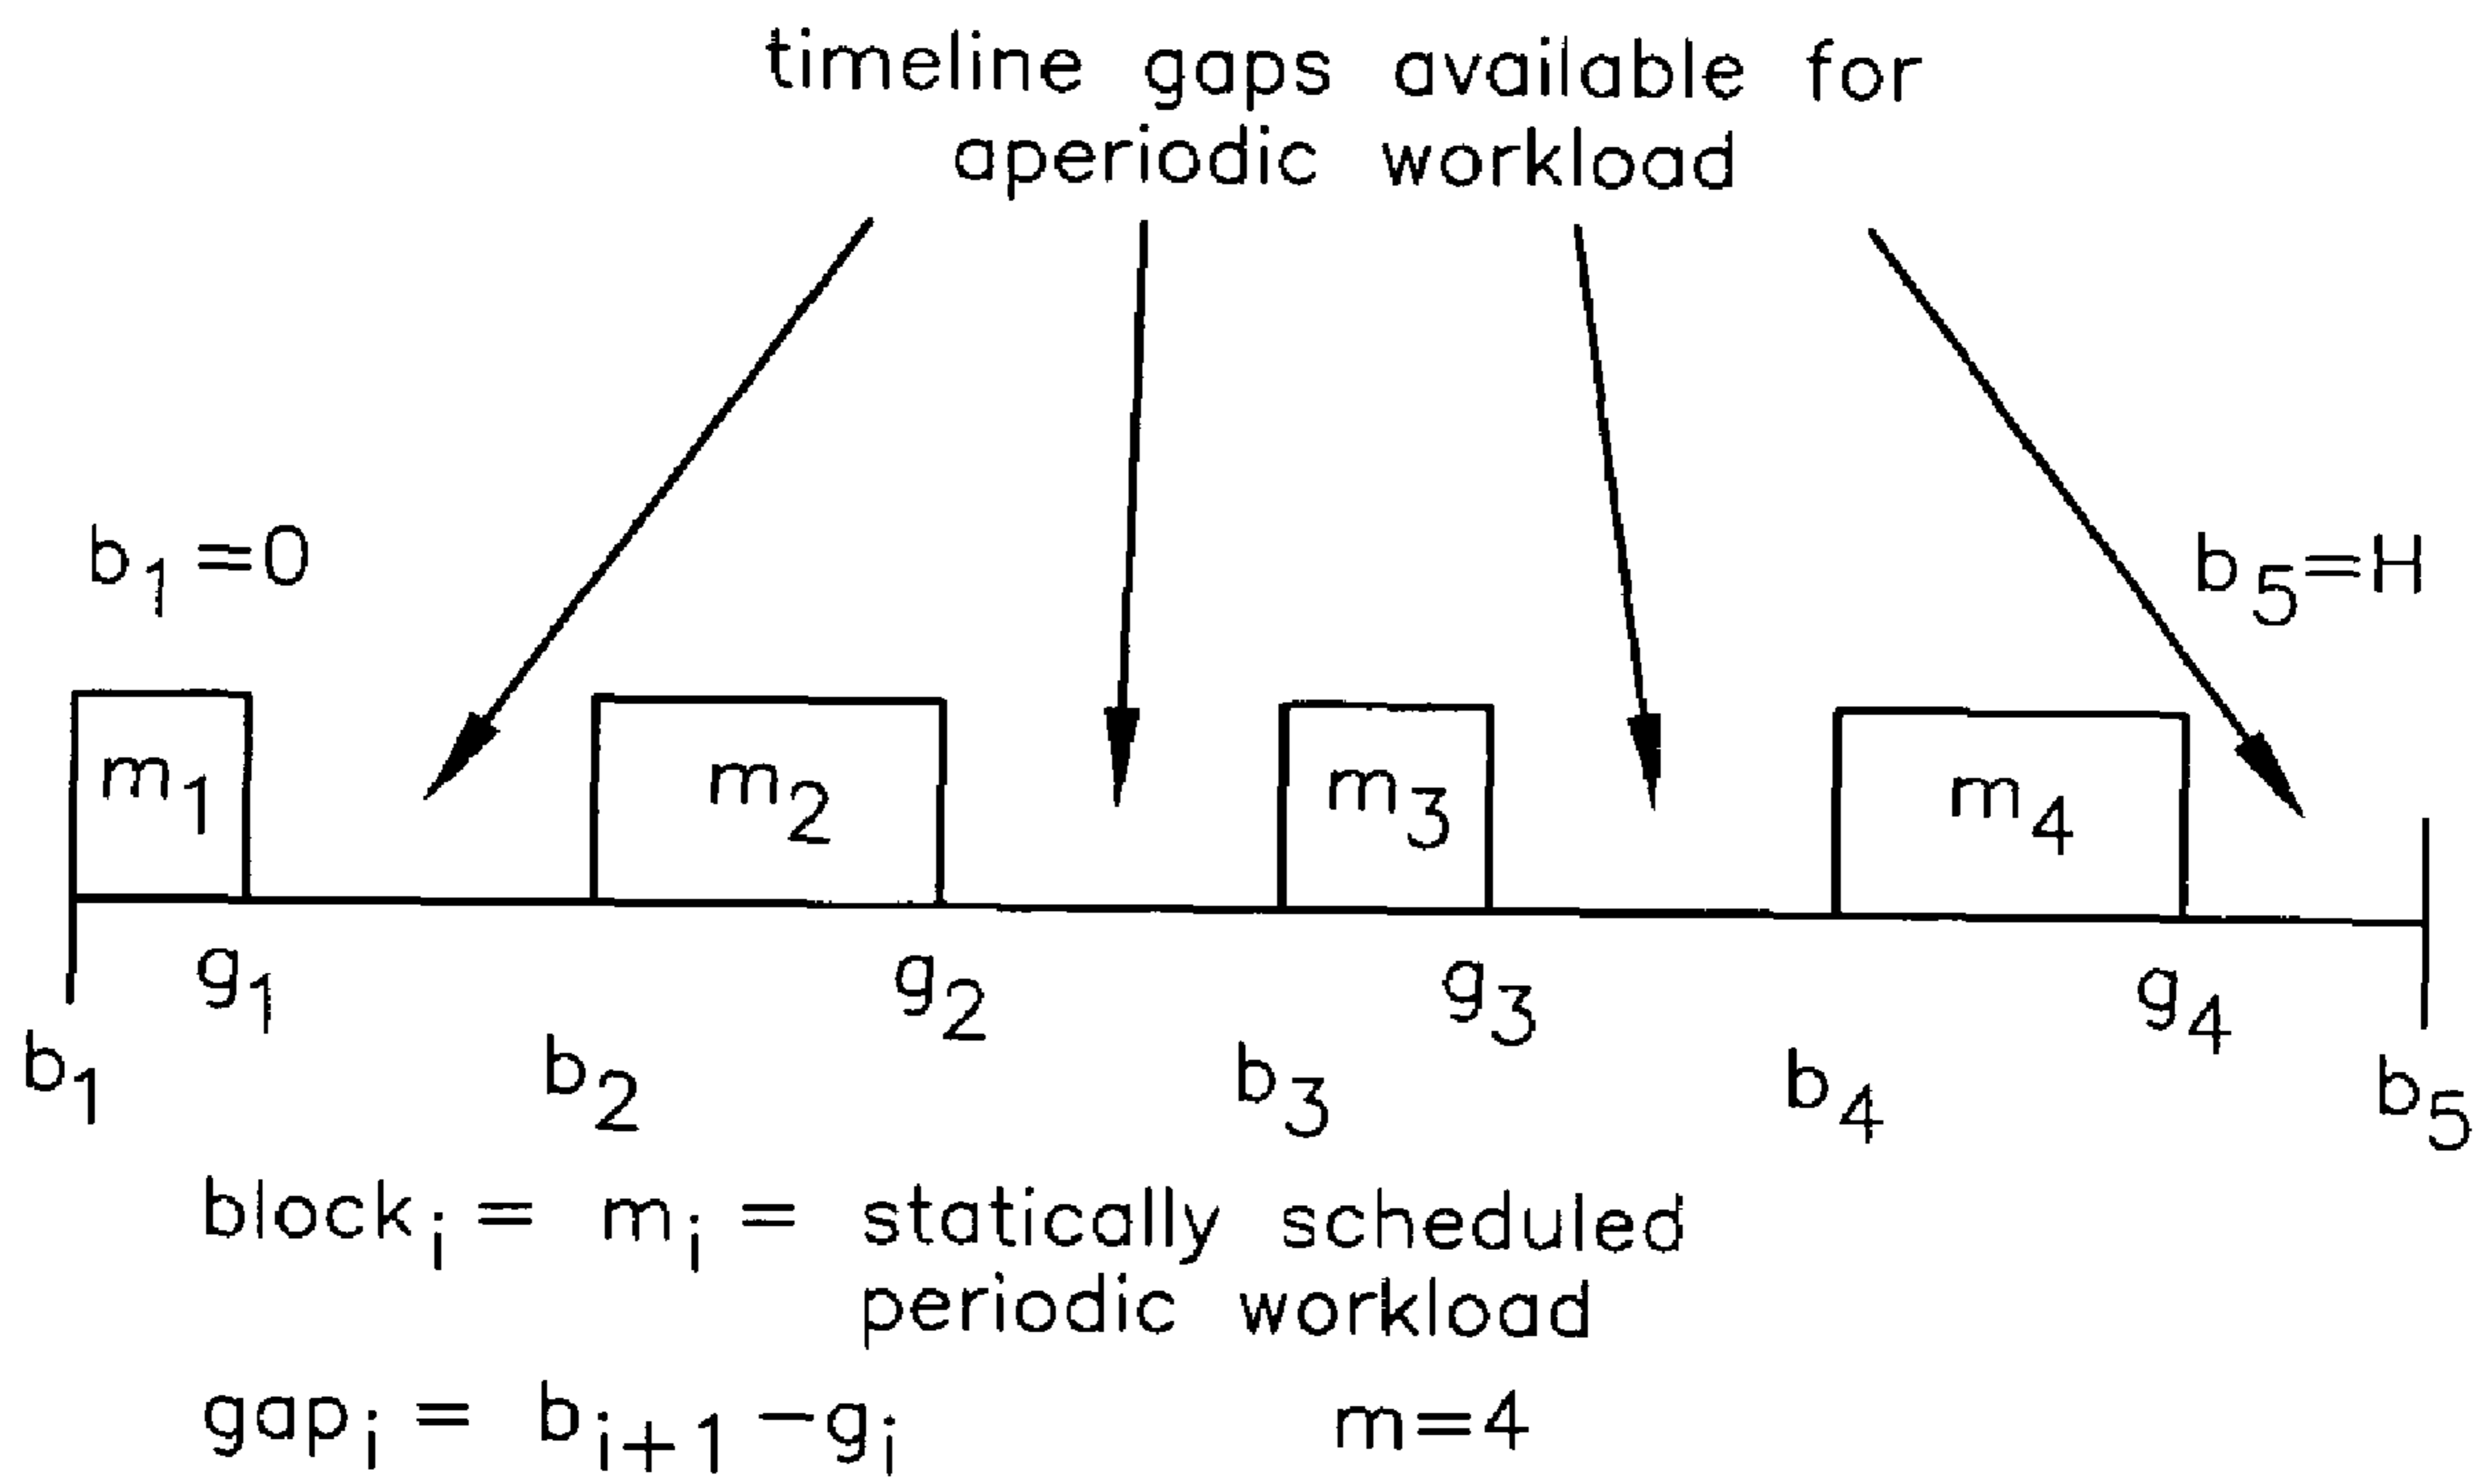 timeline gaps available for
aperiodic workload
b₁=0
b₅=H
m₁
m₂
m₃
m₄
g₁
g₂
g₃
g₄
b₁
b₂
b₃
b₄
b₅
blockᵢ = mᵢ = statically scheduled
periodic workload
gapᵢ = bᵢ₊₁−gᵢ
m=4